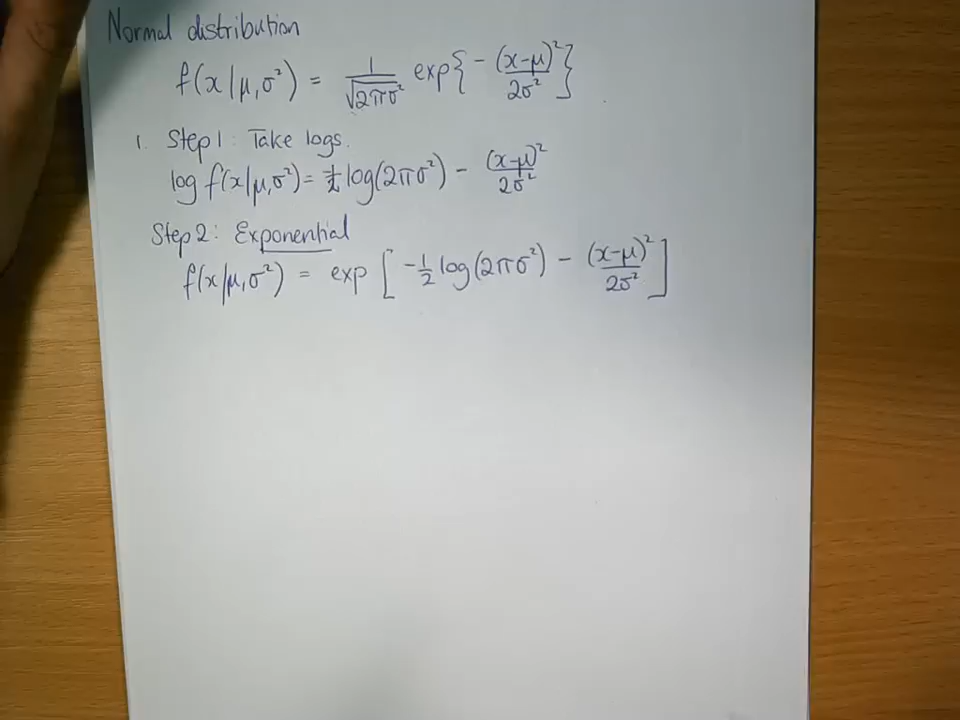 Normal distribution
f(x|μ,σ²) = 1/√(2πσ²) exp{ -(x-μ)²/2σ² }
1. Step 1: Take logs.
log f(x|μ,σ²) = -½ log(2πσ²) - (x-μ)²/2σ²
Step 2: Exponential
f(x|μ,σ²) = exp [ -½ log(2πσ²) - (x-μ)²/2σ² ]